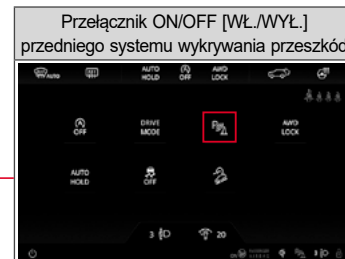 Przełącznik ON/OFF [WŁ./WYŁ.]
przedniego systemu wykrywania przeszkód
AUTO
AUTO HOLD
OFF
AWD LOCK
OFF
DRIVE MODE
AWD LOCK
AUTO HOLD
OFF
3
20